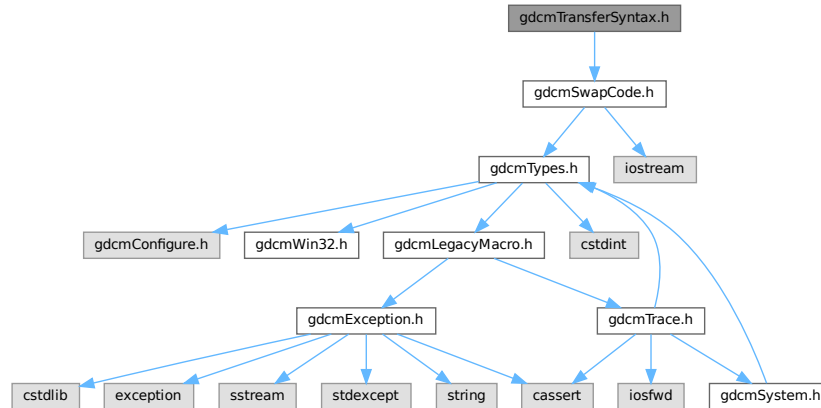 gdcmTransferSyntax.h
gdcmSwapCode.h
gdcmTypes.h
iostream
gdcmConfigure.h
gdcmWin32.h
gdcmLegacyMacro.h
cstdint
gdcmException.h
gdcmTrace.h
cstdlib
exception
sstream
stdexcept
string
cassert
iosfwd
gdcmSystem.h